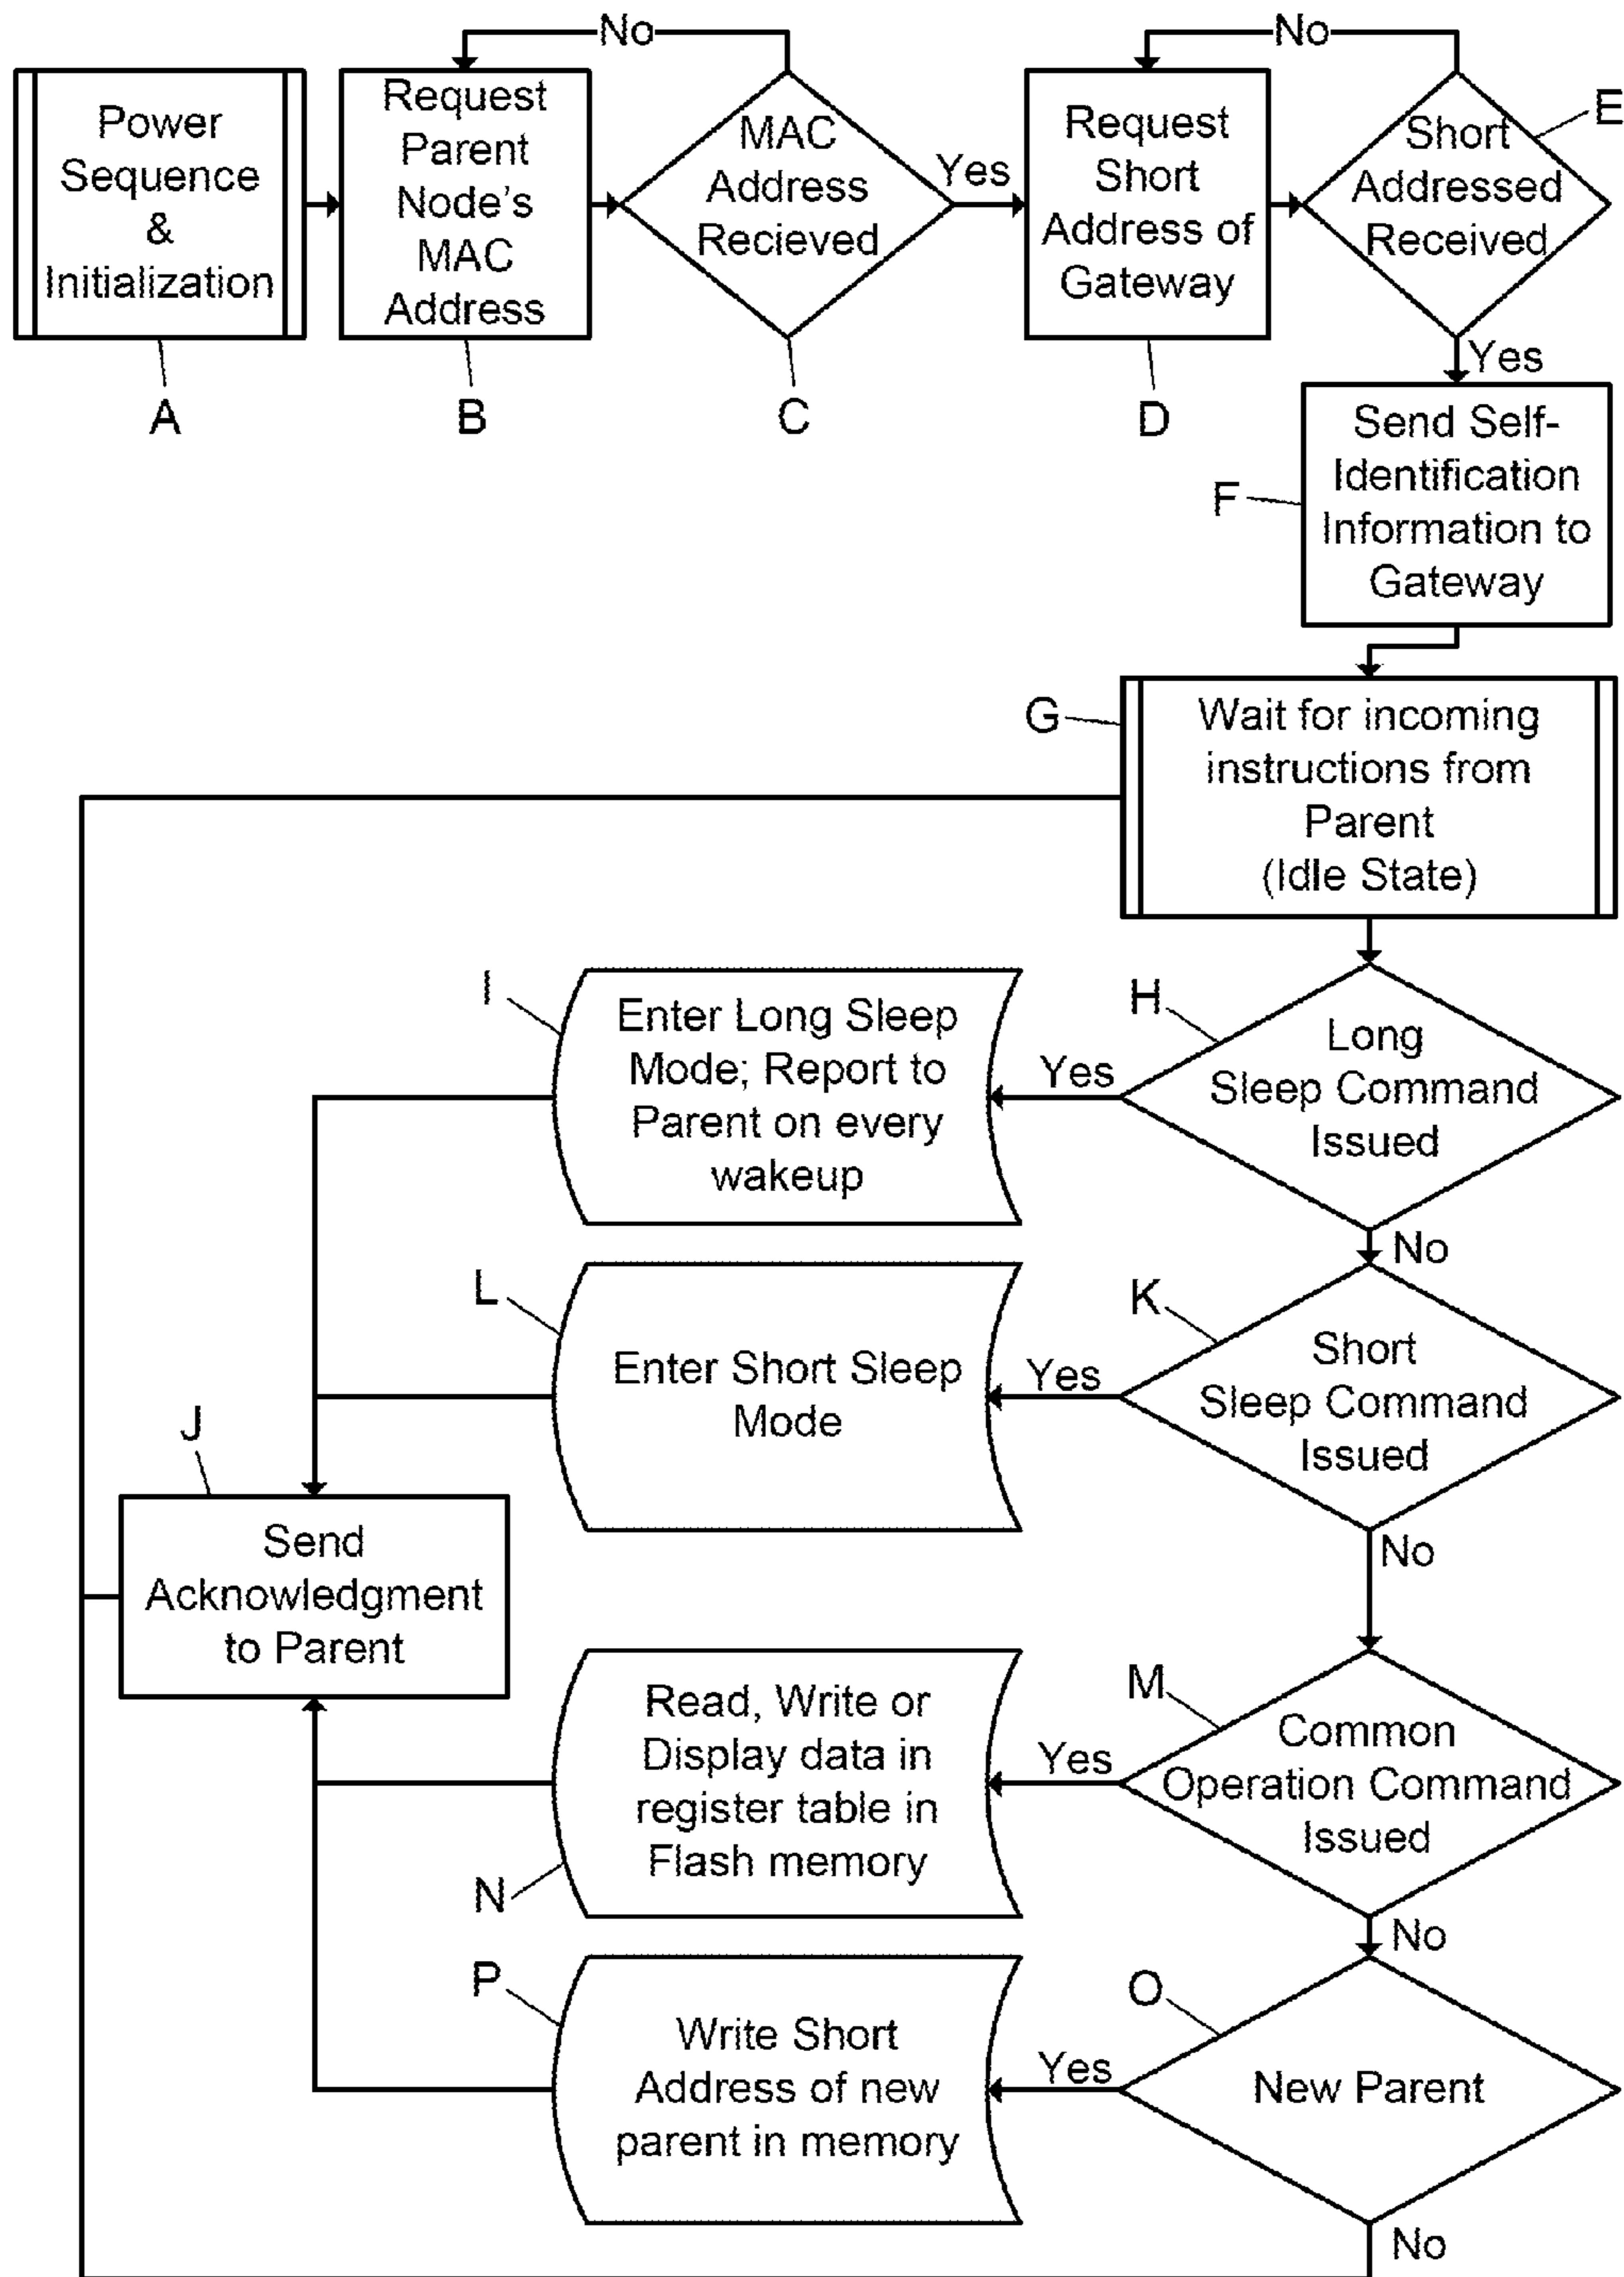 No
No
Power
Sequence
&
Initialization
Request
Parent
Node's
MAC
Address
MAC
Address
Recieved
Yes
Request
Short
Address of
Gateway
Short
Addressed
Received
E
A
B
C
D
Yes
Send Self-
Identification
Information to
Gateway
F
G
Wait for incoming
instructions from
Parent
(Idle State)
I
Enter Long Sleep
Mode; Report to
Parent on every
wakeup
Yes
H
Long
Sleep Command
Issued
No
L
Enter Short Sleep
Mode
Yes
K
Short
Sleep Command
Issued
No
J
Send
Acknowledgment
to Parent
Read, Write or
Display data in
register table in
Flash memory
N
Yes
M
Common
Operation Command
Issued
No
P
Write Short
Address of new
parent in memory
Yes
O
New Parent
No